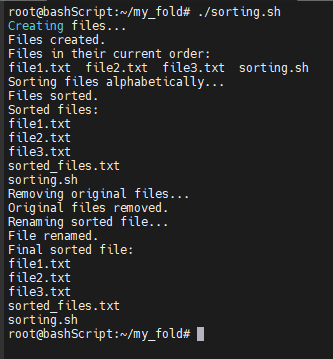 root@bashScript:~/my_fold# ./sorting.sh
Creating files...
Files created.
Files in their current order:
file1.txt  file2.txt  file3.txt  sorting.sh
Sorting files alphabetically...
Files sorted.
Sorted files:
file1.txt
file2.txt
file3.txt
sorted_files.txt
sorting.sh
Removing original files...
Original files removed.
Renaming sorted file...
File renamed.
Final sorted file:
file1.txt
file2.txt
file3.txt
sorted_files.txt
sorting.sh
root@bashScript:~/my_fold#